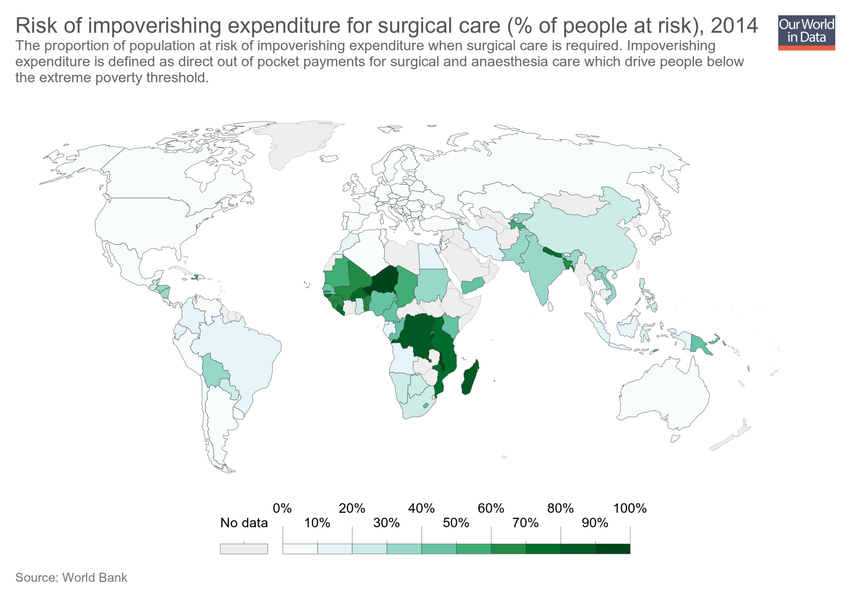 Risk of impoverishing expenditure for surgical care (% of people at risk), 2014
Our World
in Data
The proportion of population at risk of impoverishing expenditure when surgical care is required. Impoverishing
expenditure is defined as direct out of pocket payments for surgical and anaesthesia care which drive people below
the extreme poverty threshold.
0% 20% 40% 60% 80% 100%
No data 10% 30% 50% 70% 90%
Source: World Bank